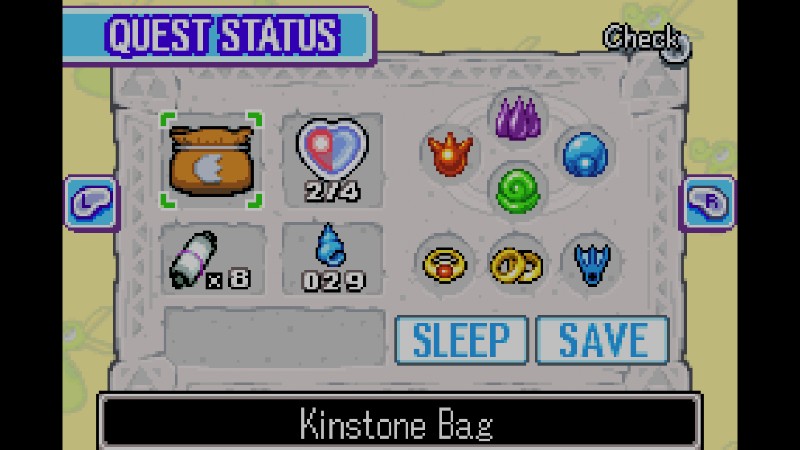 QUEST STATUS
Check
2/4
L
R
x8
029
SLEEP
SAVE
Kinstone Bag